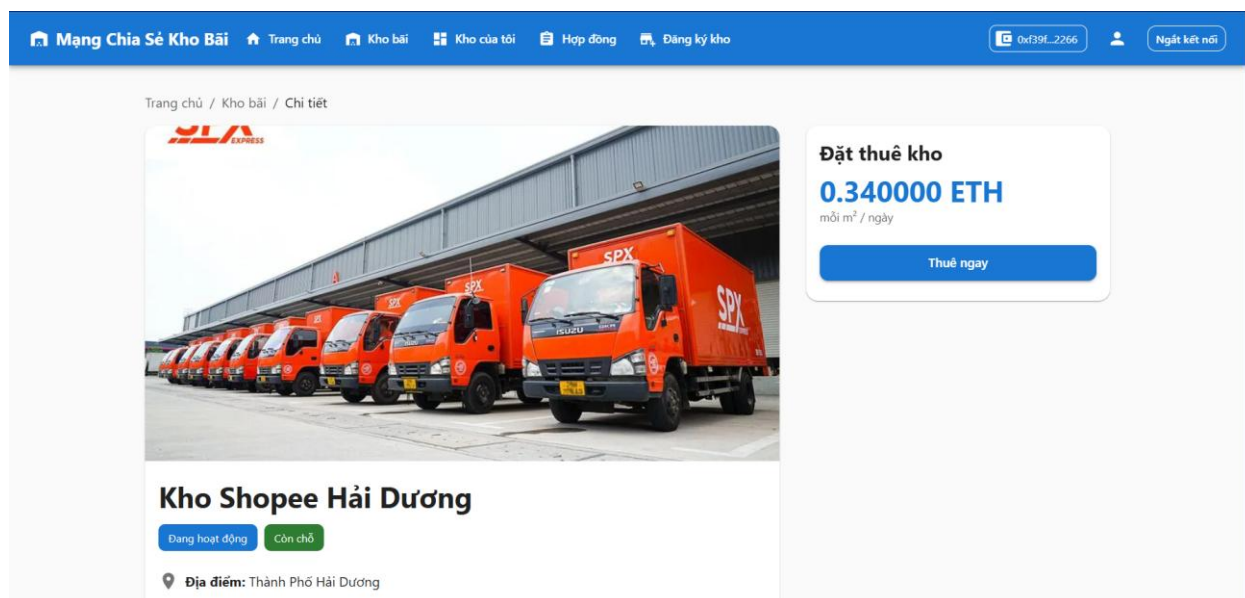 Mạng Chia Sẻ Kho Bãi Trang chủ Kho bãi Kho của tôi Hợp đồng Đăng ký kho 0xf39f...2266 Ngắt kết nối
Trang chủ / Kho bãi / Chi tiết
SPX
EXPRESS
SPX
SPX
SPX
SPX
ISUZU
Đặt thuê kho
0.340000 ETH
mỗi m² / ngày
Thuê ngay
Kho Shopee Hải Dương
Đang hoạt động Còn chỗ
Địa điểm: Thành Phố Hải Dương